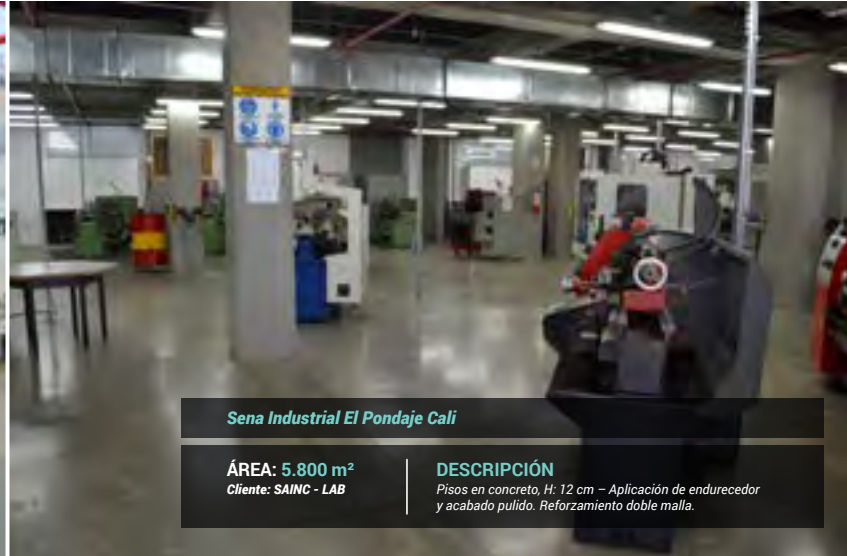 Sena Industrial El Pondaje Cali
ÁREA: 5.800 m²
Cliente: SAINC - LAB
DESCRIPCIÓN
Pisos en concreto, H: 12 cm – Aplicación de endurecedor
y acabado pulido. Reforzamiento doble malla.